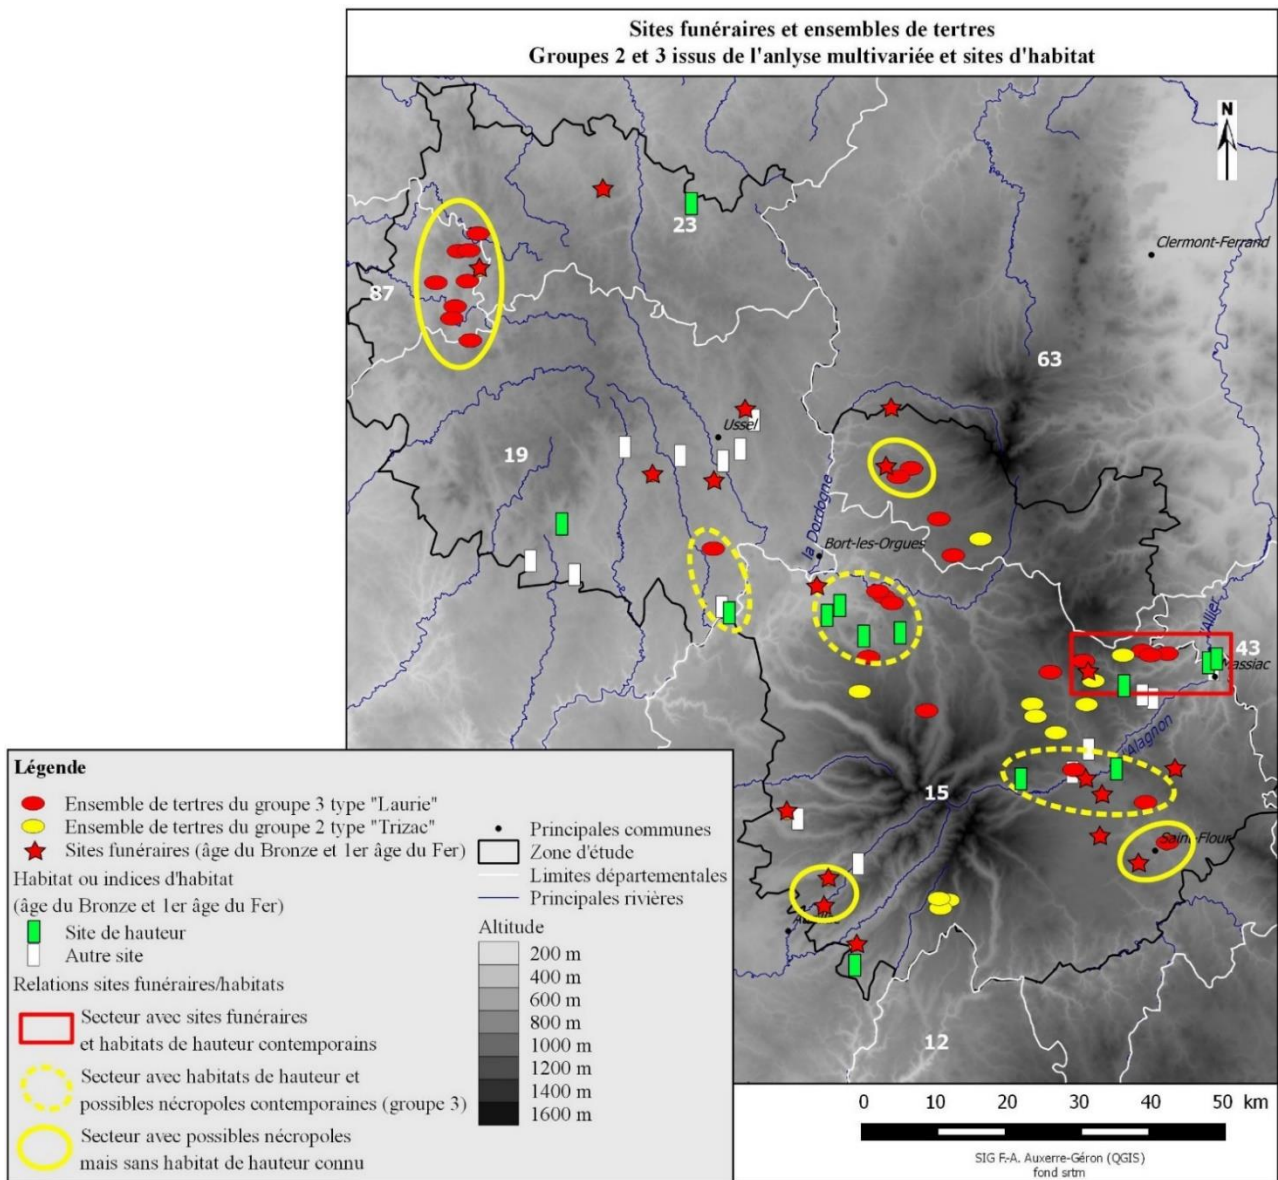 Sites funéraires et ensembles de tertres
Groupes 2 et 3 issus de l'anlyse multivariée et sites d'habitat
N
23
Clermont-Ferrand
87
63
Ussel
19
la Dordogne
Bort-les-Orgues
l'Allier
43
Massiac
l'Alagnon
15
Saint-Flour
12
Légende
Ensemble de tertres du groupe 3 type "Laurie"
Ensemble de tertres du groupe 2 type "Trizac"
Sites funéraires (âge du Bronze et 1er âge du Fer)
Habitat ou indices d'habitat
(âge du Bronze et 1er âge du Fer)
Site de hauteur
Autre site
Relations sites funéraires/habitats
Secteur avec sites funéraires
et habitats de hauteur contemporains
Secteur avec habitats de hauteur et
possibles nécropoles contemporaines (groupe 3)
Secteur avec possibles nécropoles
mais sans habitat de hauteur connu
Principales communes
Zone d'étude
Limites départementales
Principales rivières
Altitude
200 m
400 m
600 m
800 m
1000 m
1200 m
1400 m
1600 m
0 10 20 30 40 50 km
SIG F.-A. Auxerre-Géron (QGIS)
fond srtm